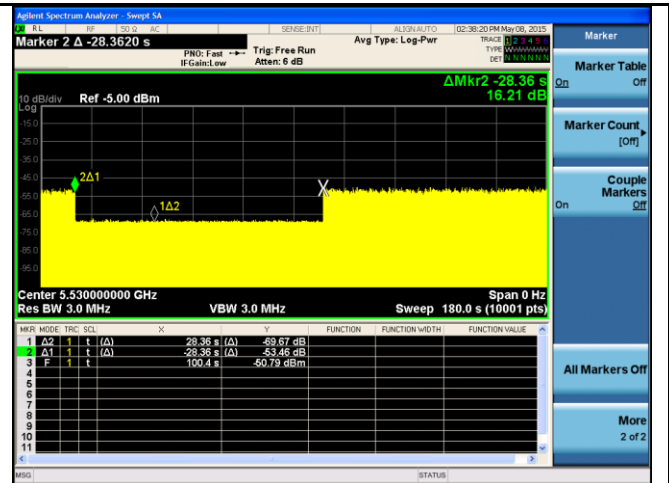 Agilent Spectrum Analyzer - Swept SA
RL RF 50 Ω AC SENSE:INT ALIGN AUTO 02:38:20 PM May 08, 2015
Marker 2 Δ -28.3620 s
PNO: Fast
IFGain:Low
Trig: Free Run
Atten: 6 dB
Avg Type: Log-Pwr
TRACE 1 2 3 4 5 6
TYPE WWWWWW
DET N N N N N N
ΔMkr2 -28.36 s
16.21 dB
10 dB/div Ref -5.00 dBm
Log
-15.0
-25.0
-35.0
-45.0
-55.0
-65.0
-85.0
-95.0
2Δ1
1Δ2
X
Center 5.530000000 GHz Span 0 Hz
Res BW 3.0 MHz VBW 3.0 MHz Sweep 180.0 s (10001 pts)
MKR MODE TRC SCL X Y FUNCTION FUNCTION WIDTH FUNCTION VALUE
1 Δ2 1 t (Δ) 28.36 s (Δ) -69.67 dB
2 Δ1 1 t (Δ) -28.36 s (Δ) -53.46 dB
3 F 1 t 100.4 s -50.79 dBm
4
5
6
7
8
9
10
11
MSG STATUS
Marker
Marker Table
On Off
Marker Count
[Off]
Couple
Markers
On Off
All Markers Off
More
2 of 2